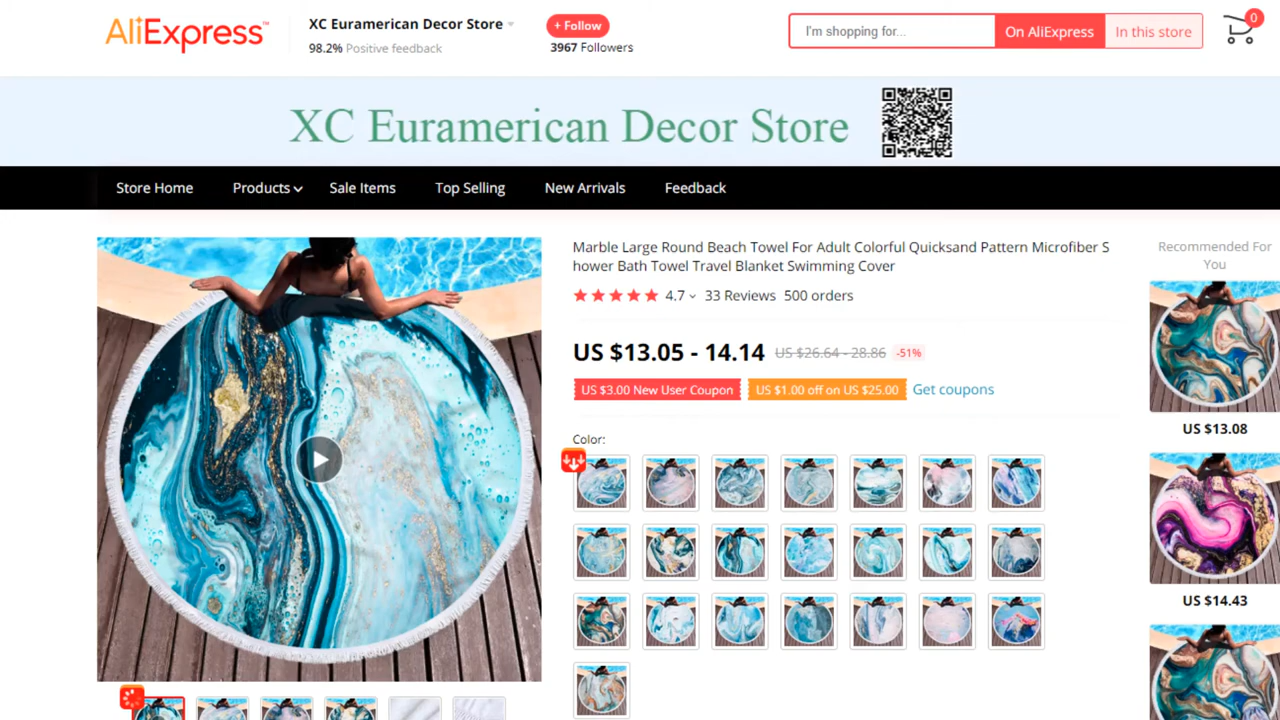 AliExpress™
XC Euramerican Decor Store
98.2% Positive feedback
+ Follow
3967 Followers
I'm shopping for...
On AliExpress
In this store
0
XC Euramerican Decor Store
Store Home
Products
Sale Items
Top Selling
New Arrivals
Feedback
Marble Large Round Beach Towel For Adult Colorful Quicksand Pattern Microfiber S
hower Bath Towel Travel Blanket Swimming Cover
4.7
33 Reviews
500 orders
US $13.05 - 14.14
US $26.64 - 28.86
-51%
US $3.00 New User Coupon
US $1.00 off on US $25.00
Get coupons
Color:
Recommended For
You
US $13.08
US $14.43